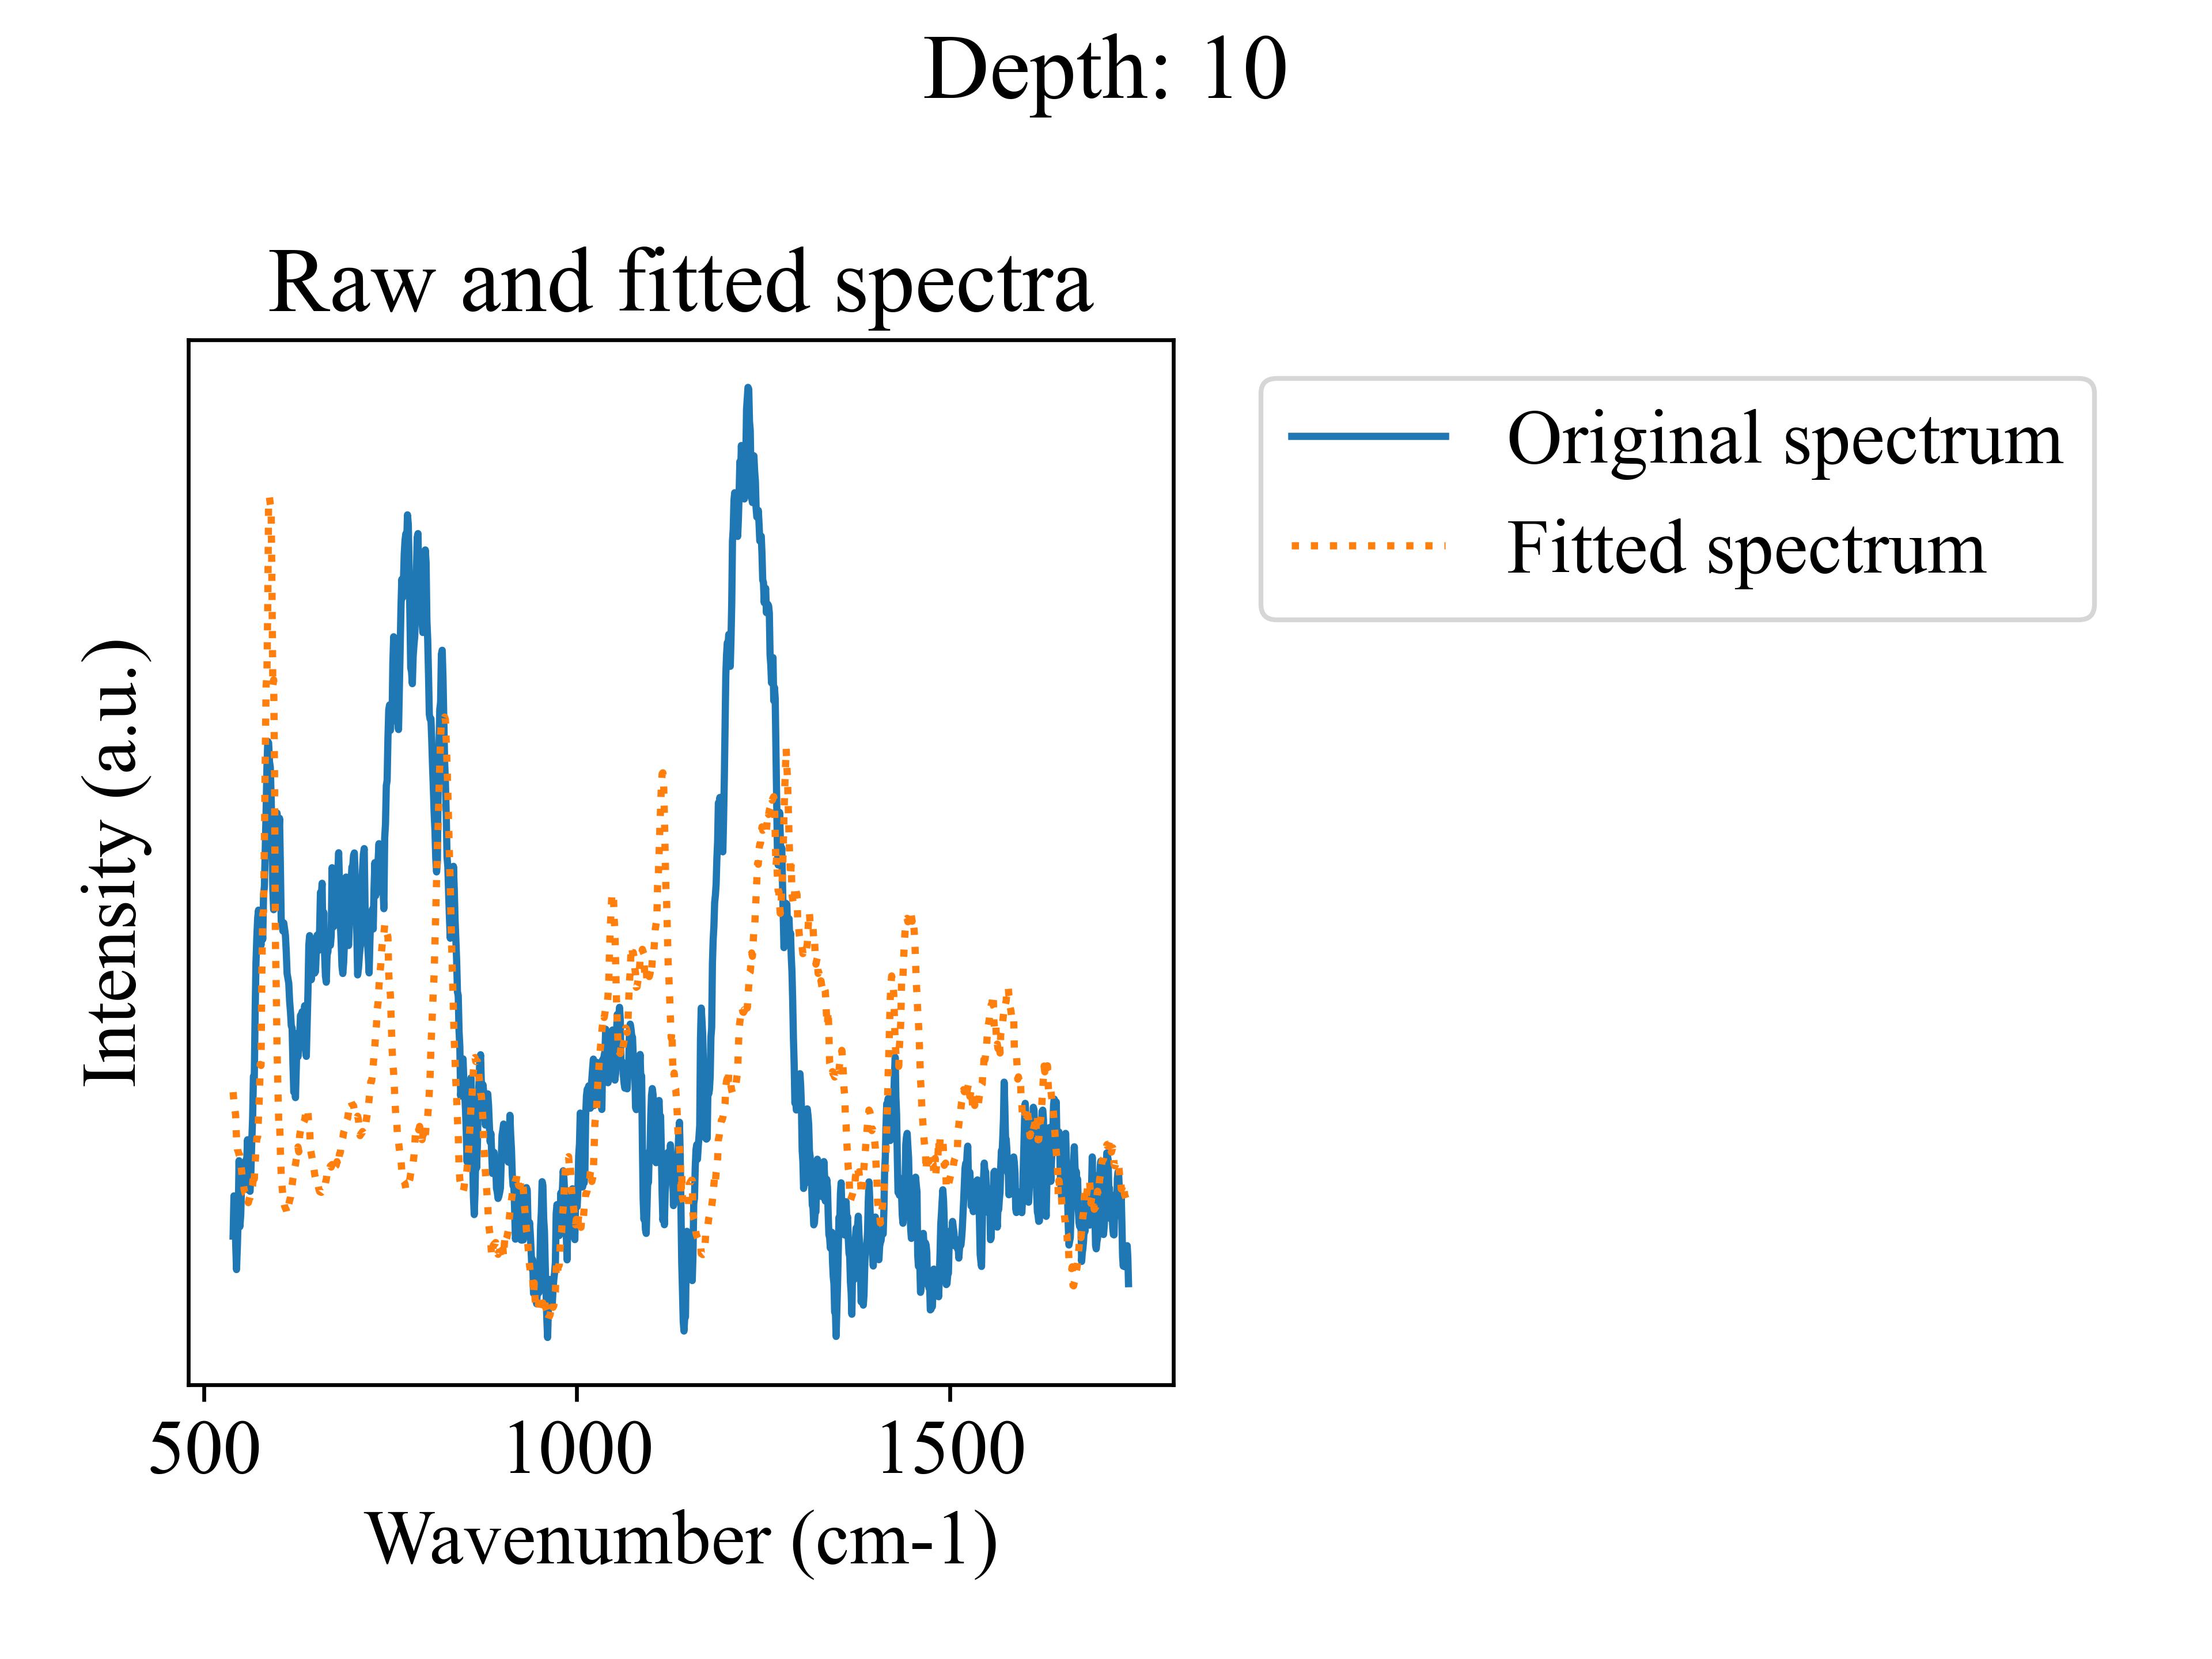 Depth: 10
Raw and fitted spectra
Original spectrum
Fitted spectrum
Intensity (a.u.)
500
1000
1500
Wavenumber (cm-1)